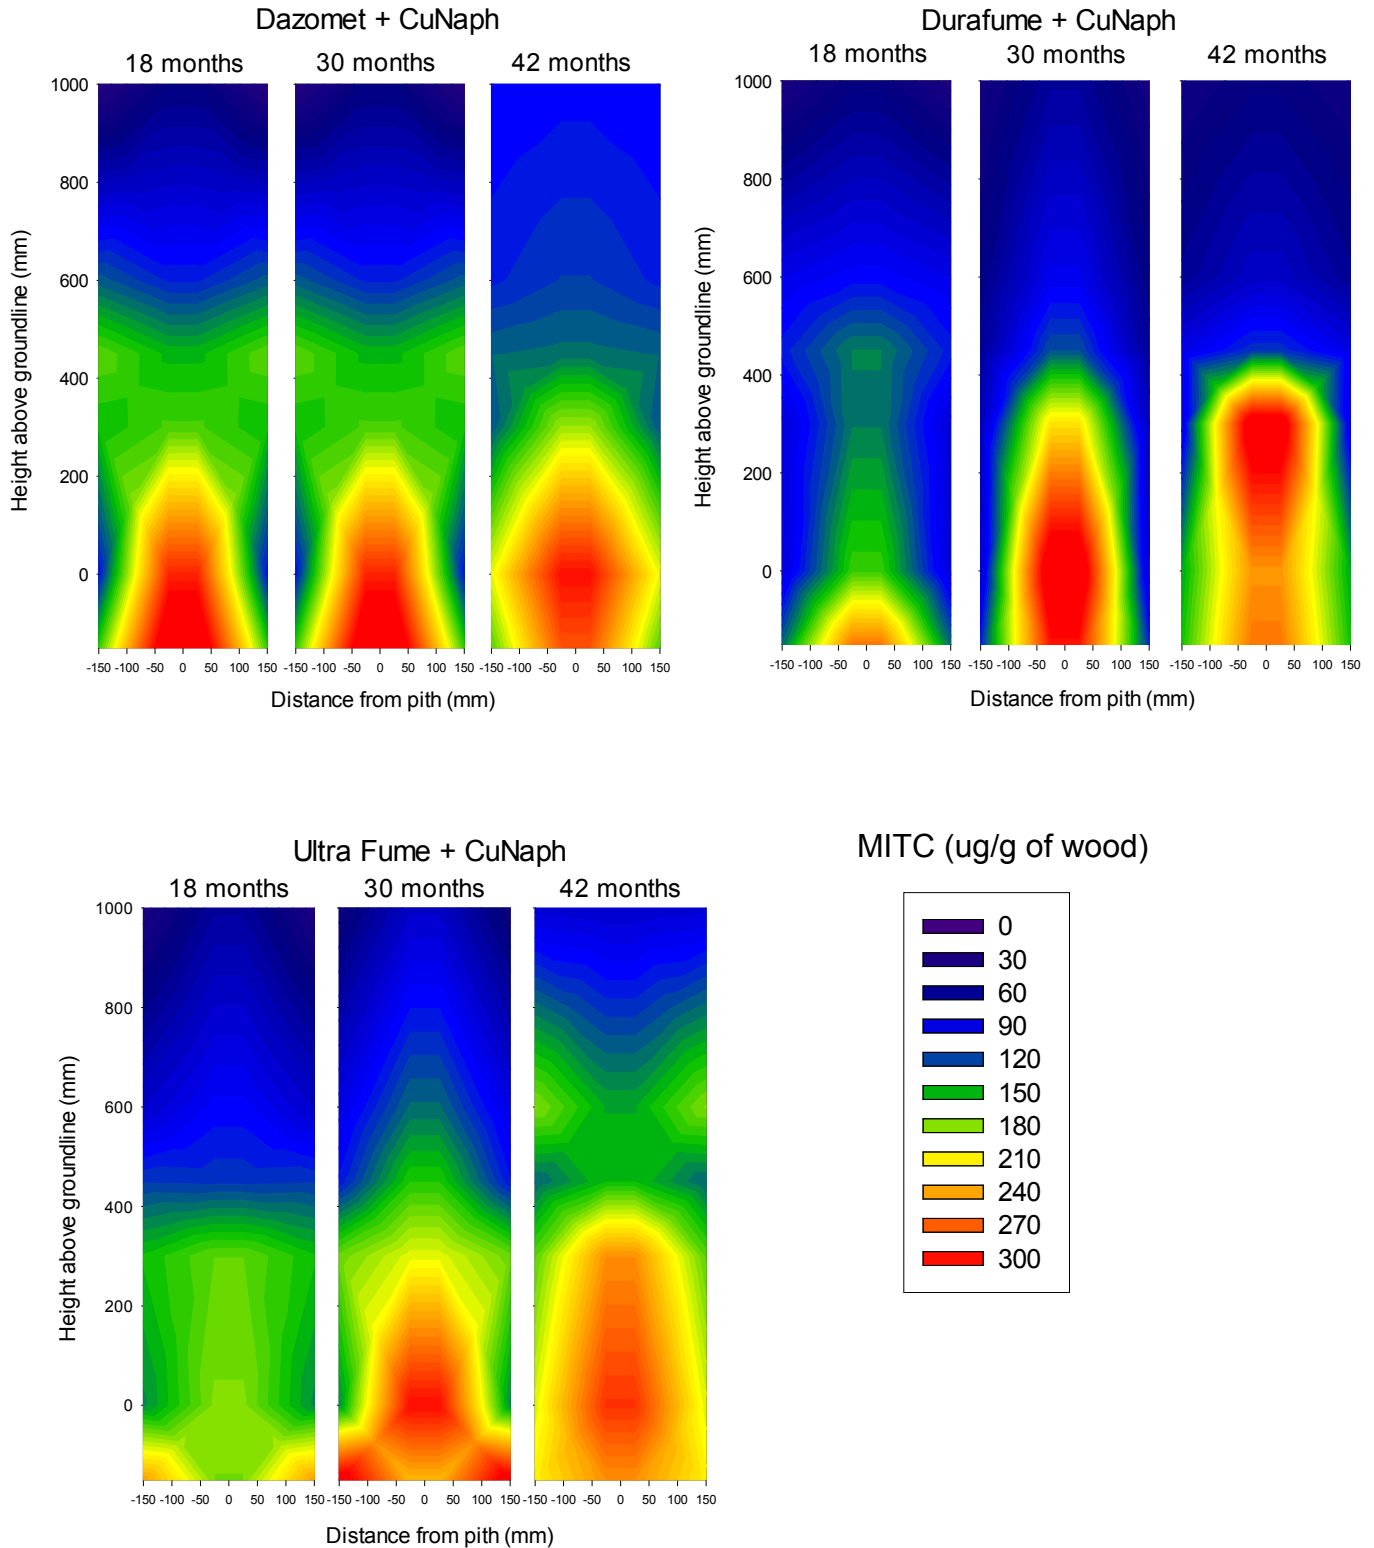 Dazomet + CuNaph
18 months 30 months 42 months
1000
800
600
400
200
0
Height above groundline (mm)
-150 -100 -50 0 50 100 150 -150 -100 -50 0 50 100 150 -150 -100 -50 0 50 100 150
Distance from pith (mm)
Durafume + CuNaph
18 months 30 months 42 months
1000
800
600
400
200
0
Height above groundline (mm)
-150 -100 -50 0 50 100 150 -150 -100 -50 0 50 100 150 -150 -100 -50 0 50 100 150
Distance from pith (mm)
Ultra Fume + CuNaph
18 months 30 months 42 months
1000
800
600
400
200
0
Height above groundline (mm)
-150 -100 -50 0 50 100 -150 -100 -50 0 50 100 -150 -100 -50 0 50 100 150
Distance from pith (mm)
MITC (ug/g of wood)
0
30
60
90
120
150
180
210
240
270
300